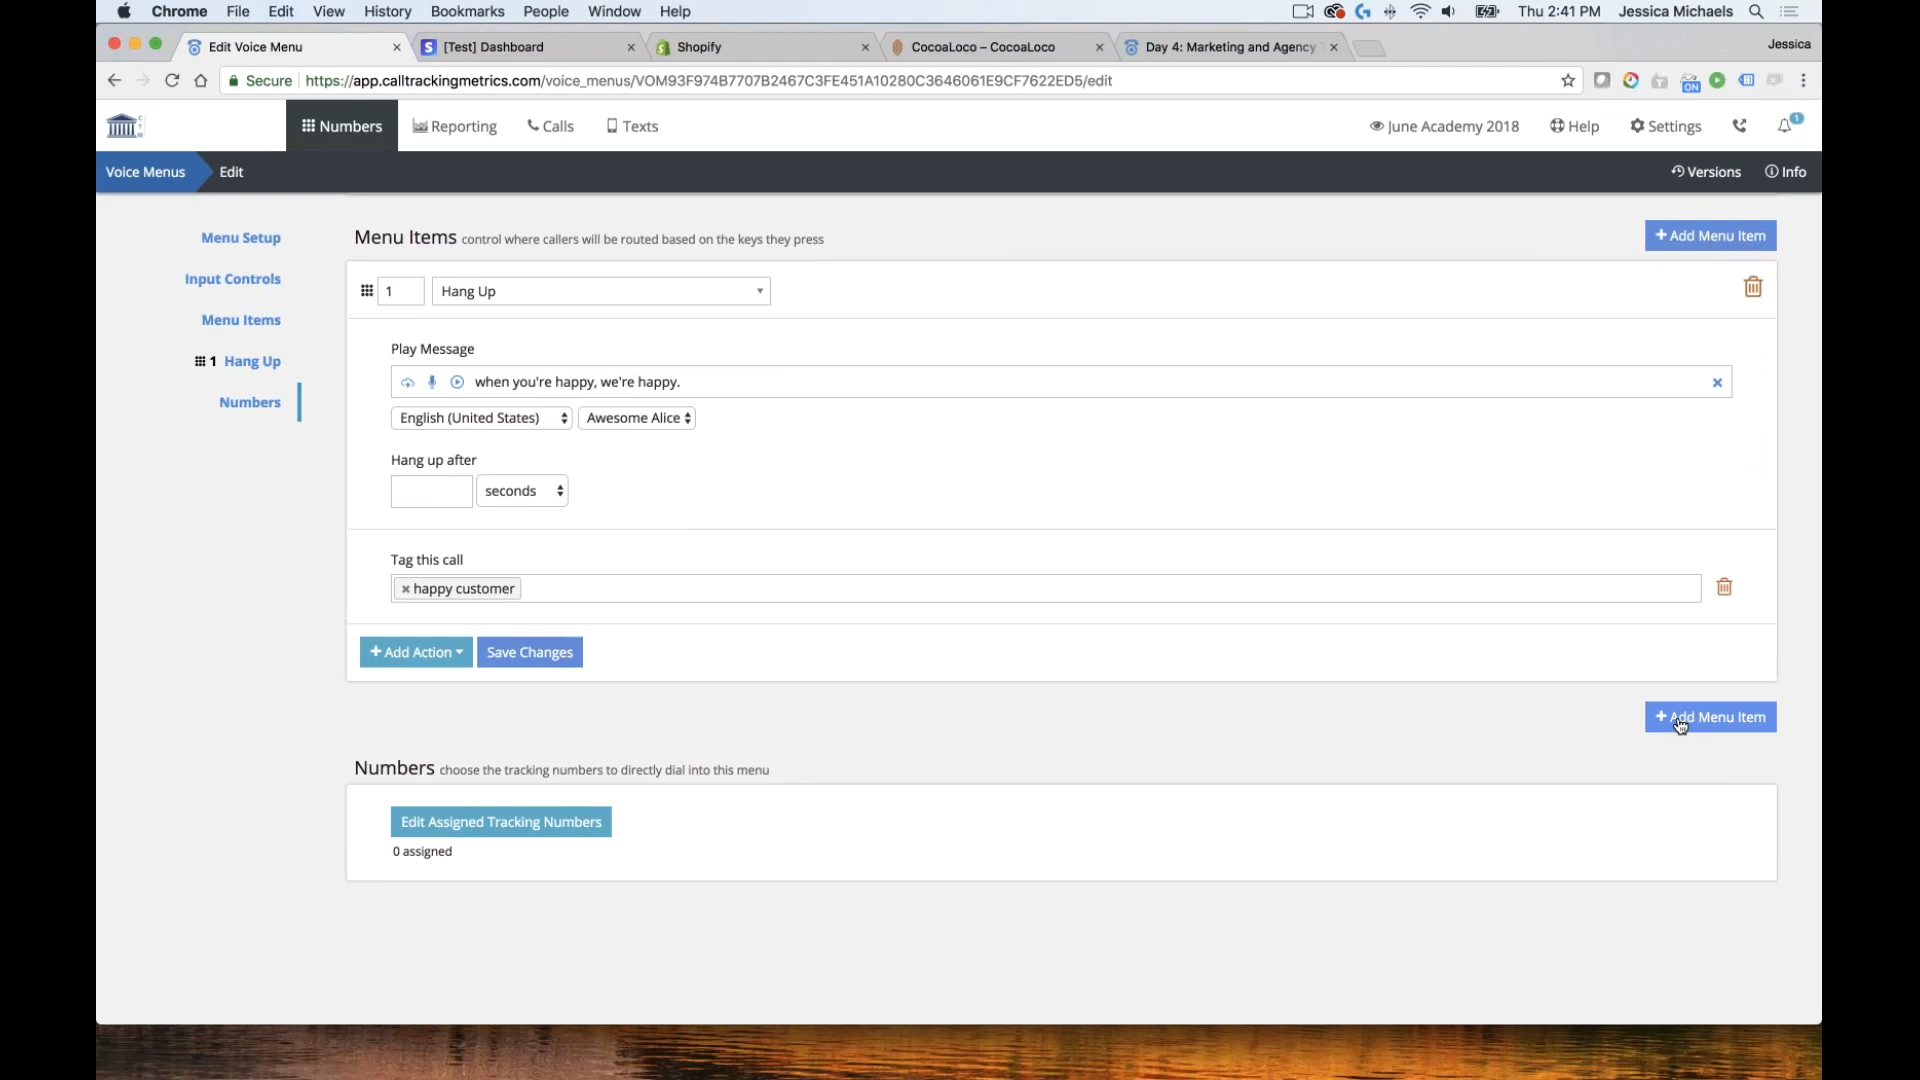 Chrome File Edit View History Bookmarks People Window Help Thu 2:41 PM Jessica Michaels
Edit Voice Menu [Test] Dashboard Shopify CocoaLoco – CocoaLoco Day 4: Marketing and Agency Jessica
Secure https://app.calltrackingmetrics.com/voice_menus/VOM93F974B7707B2467C3FE451A10280C3646061E9CF7622ED5/edit ON
CTM Numbers Reporting Calls Texts June Academy 2018 Help Settings 1
Voice Menus Edit Versions Info
Menu Setup
Input Controls
Menu Items
1 Hang Up
Numbers
Menu Items control where callers will be routed based on the keys they press + Add Menu Item
1 Hang Up
Play Message
when you're happy, we're happy.
English (United States) Awesome Alice
Hang up after
seconds
Tag this call
× happy customer
+ Add Action Save Changes
+ Add Menu Item
Numbers choose the tracking numbers to directly dial into this menu
Edit Assigned Tracking Numbers
0 assigned